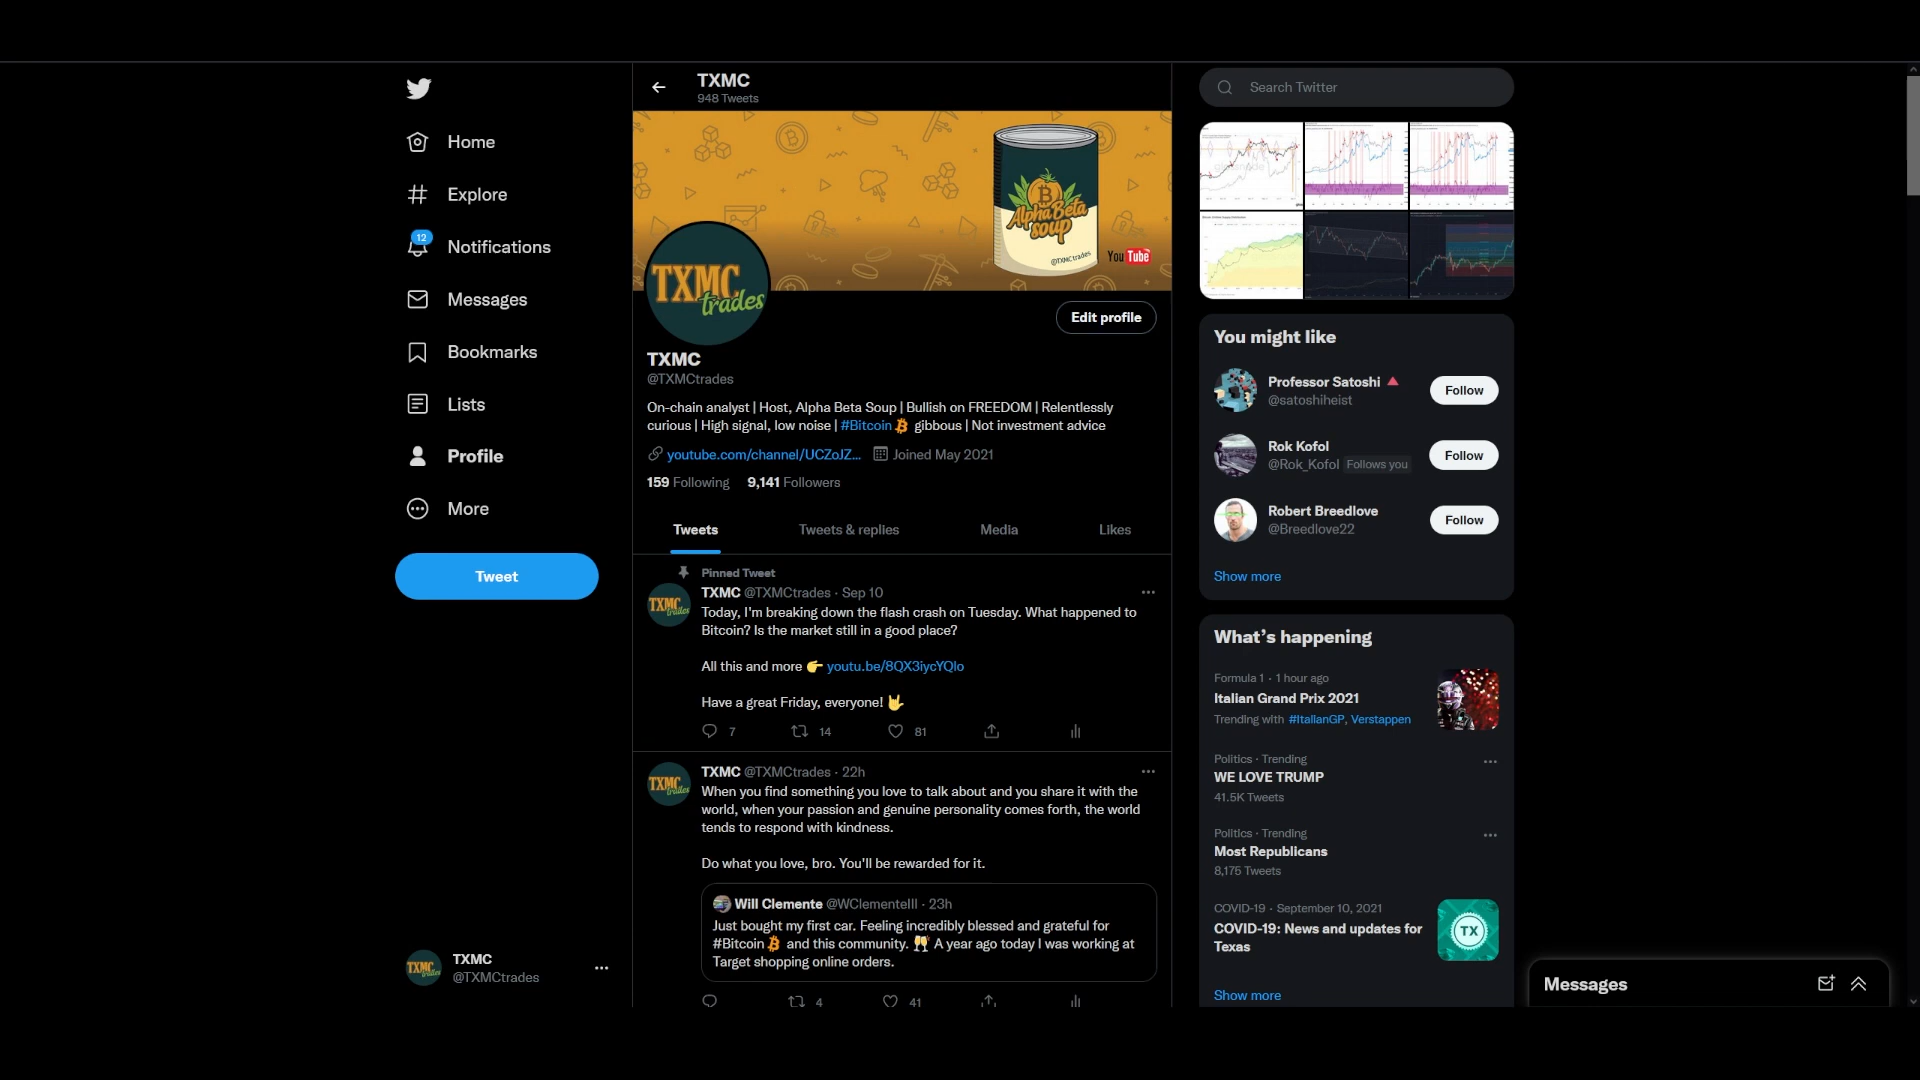 Home
Explore
12
Notifications
Messages
Bookmarks
Lists
Profile
More
Tweet
TXMC
@TXMCtrades
TXMC
948 Tweets
Alpha Beta
soup
@TXMCtrades
YouTube
TXMC
trades
Edit profile
TXMC
@TXMCtrades
On-chain analyst | Host, Alpha Beta Soup | Bullish on FREEDOM | Relentlessly
curious | High signal, low noise | #Bitcoin gibbous | Not investment advice
youtube.com/channel/UCZoJZ... Joined May 2021
159 Following 9,141 Followers
Tweets Tweets & replies Media Likes
Pinned Tweet
TXMC @TXMCtrades · Sep 10
Today, I'm breaking down the flash crash on Tuesday. What happened to
Bitcoin? Is the market still in a good place?
All this and more 👉 youtu.be/8QX3iycYQlo
Have a great Friday, everyone! 🤟
7 14 81
TXMC @TXMCtrades · 22h
When you find something you love to talk about and you share it with the
world, when your passion and genuine personality comes forth, the world
tends to respond with kindness.
Do what you love, bro. You'll be rewarded for it.
Will Clemente @WClementeIII · 23h
Just bought my first car. Feeling incredibly blessed and grateful for
#Bitcoin and this community. 🥂 A year ago today I was working at
Target shopping online orders.
4 41
Search Twitter
You might like
Professor Satoshi 🔺
@satoshiheist
Follow
Rok Kofol
@Rok_Kofol Follows you
Follow
Robert Breedlove
@Breedlove22
Follow
Show more
What's happening
Formula 1 · 1 hour ago
Italian Grand Prix 2021
Trending with #ItalianGP, Verstappen
Politics · Trending
WE LOVE TRUMP
41.5K Tweets
Politics · Trending
Most Republicans
8,175 Tweets
COVID-19 · September 10, 2021
COVID-19: News and updates for
Texas
TX
Show more
Messages